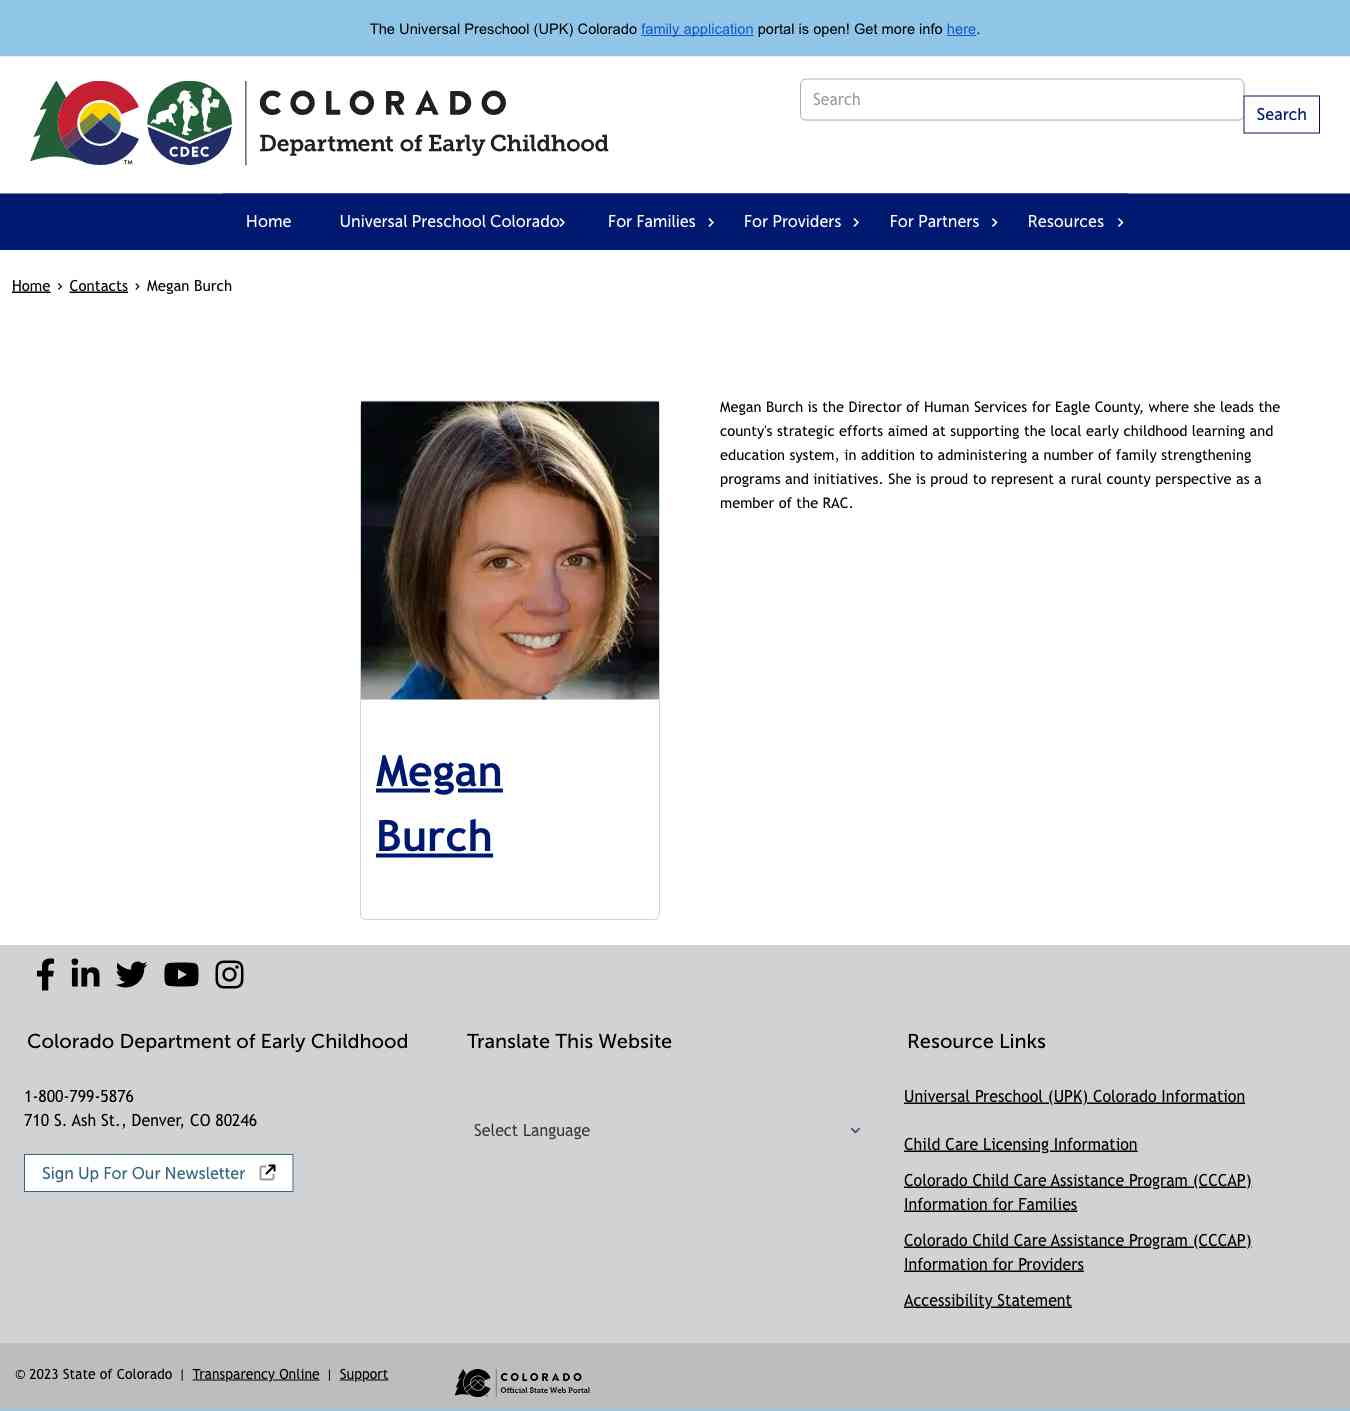 The Universal Preschool (UPK) Colorado family application portal is open! Get more info here.
CDEC
TM
COLORADO
Department of Early Childhood
Search
Search
Home
Universal Preschool Colorado
For Families
For Providers
For Partners
Resources
Home › Contacts › Megan Burch
Megan Burch is the Director of Human Services for Eagle County, where she leads the
county's strategic efforts aimed at supporting the local early childhood learning and
education system, in addition to administering a number of family strengthening
programs and initiatives. She is proud to represent a rural county perspective as a
member of the RAC.
Megan
Burch
Colorado Department of Early Childhood
1-800-799-5876
710 S. Ash St., Denver, CO 80246
Sign Up For Our Newsletter
Translate This Website
Select Language
Resource Links
Universal Preschool (UPK) Colorado Information
Child Care Licensing Information
Colorado Child Care Assistance Program (CCCAP)
Information for Families
Colorado Child Care Assistance Program (CCCAP)
Information for Providers
Accessibility Statement
© 2023 State of Colorado | Transparency Online | Support
COLORADO
Official State Web Portal